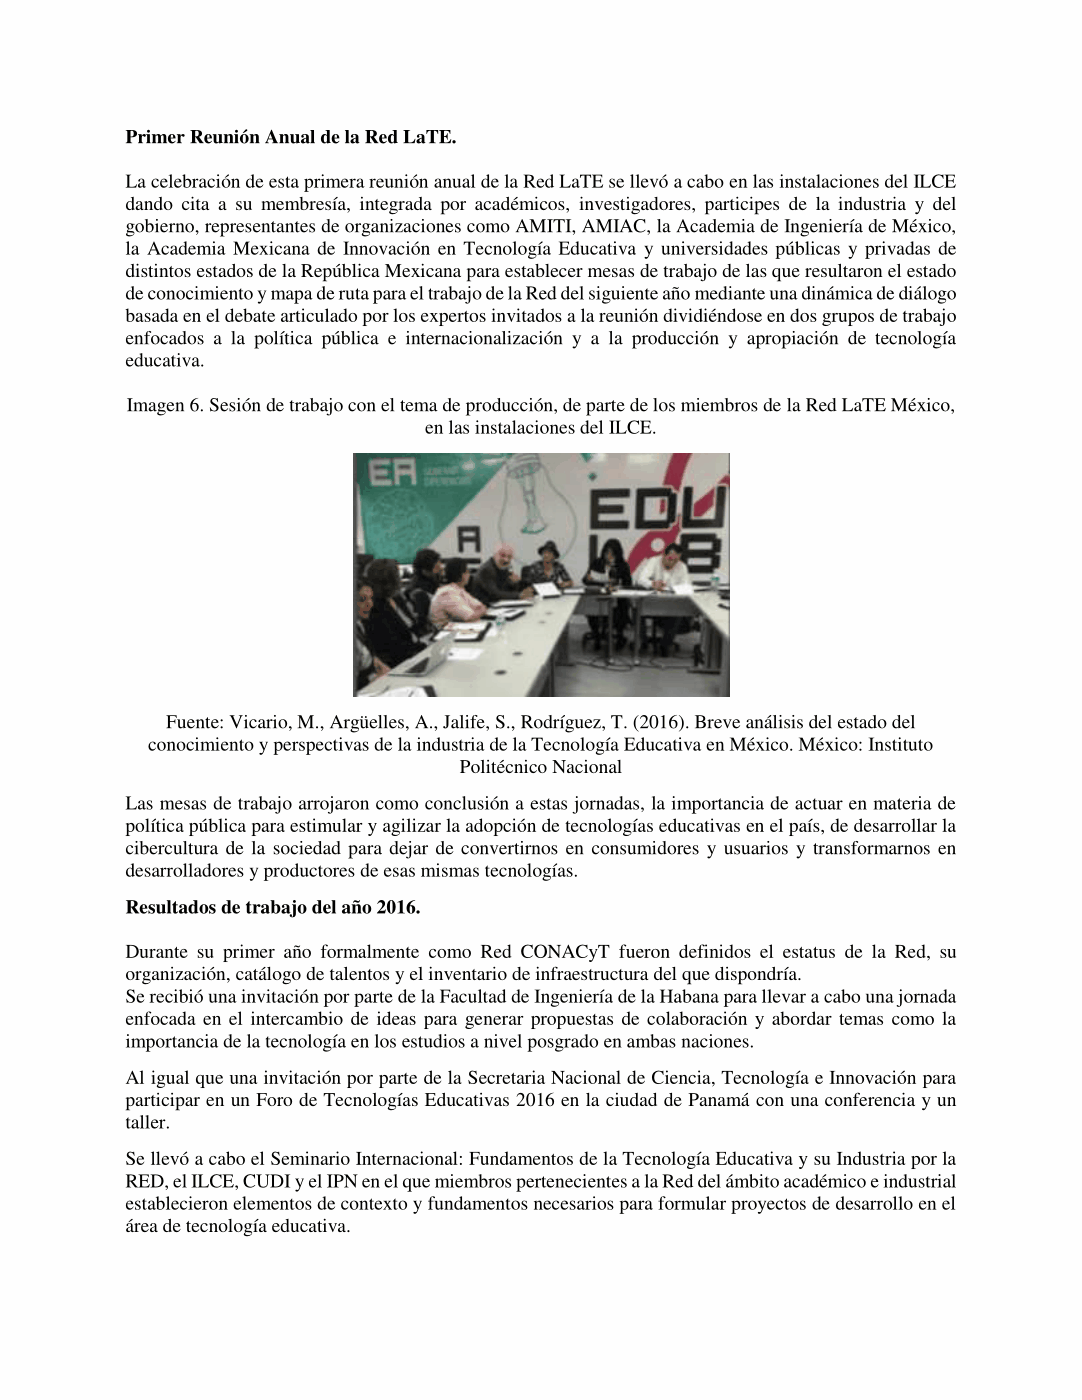 Primer Reunión Anual de la Red LaTE.
La celebración de esta primera reunión anual de la Red LaTE se llevó a cabo en las instalaciones del ILCE
dando cita a su membresía, integrada por académicos, investigadores, participes de la industria y del
gobierno, representantes de organizaciones como AMITI, AMIAC, la Academia de Ingeniería de México,
la Academia Mexicana de Innovación en Tecnología Educativa y universidades públicas y privadas de
distintos estados de la República Mexicana para establecer mesas de trabajo de las que resultaron el estado
de conocimiento y mapa de ruta para el trabajo de la Red del siguiente año mediante una dinámica de diálogo
basada en el debate articulado por los expertos invitados a la reunión dividiéndose en dos grupos de trabajo
enfocados a la política pública e internacionalización y a la producción y apropiación de tecnología
educativa.
Imagen 6. Sesión de trabajo con el tema de producción, de parte de los miembros de la Red LaTE México,
en las instalaciones del ILCE.
EA
EDU
A
Fuente: Vicario, M., Argüelles, A., Jalife, S., Rodríguez, T. (2016). Breve análisis del estado del
conocimiento y perspectivas de la industria de la Tecnología Educativa en México. México: Instituto
Politécnico Nacional
Las mesas de trabajo arrojaron como conclusión a estas jornadas, la importancia de actuar en materia de
política pública para estimular y agilizar la adopción de tecnologías educativas en el país, de desarrollar la
cibercultura de la sociedad para dejar de convertirnos en consumidores y usuarios y transformarnos en
desarrolladores y productores de esas mismas tecnologías.
Resultados de trabajo del año 2016.
Durante su primer año formalmente como Red CONACyT fueron definidos el estatus de la Red, su
organización, catálogo de talentos y el inventario de infraestructura del que dispondría.
Se recibió una invitación por parte de la Facultad de Ingeniería de la Habana para llevar a cabo una jornada
enfocada en el intercambio de ideas para generar propuestas de colaboración y abordar temas como la
importancia de la tecnología en los estudios a nivel posgrado en ambas naciones.
Al igual que una invitación por parte de la Secretaria Nacional de Ciencia, Tecnología e Innovación para
participar en un Foro de Tecnologías Educativas 2016 en la ciudad de Panamá con una conferencia y un
taller.
Se llevó a cabo el Seminario Internacional: Fundamentos de la Tecnología Educativa y su Industria por la
RED, el ILCE, CUDI y el IPN en el que miembros pertenecientes a la Red del ámbito académico e industrial
establecieron elementos de contexto y fundamentos necesarios para formular proyectos de desarrollo en el
área de tecnología educativa.